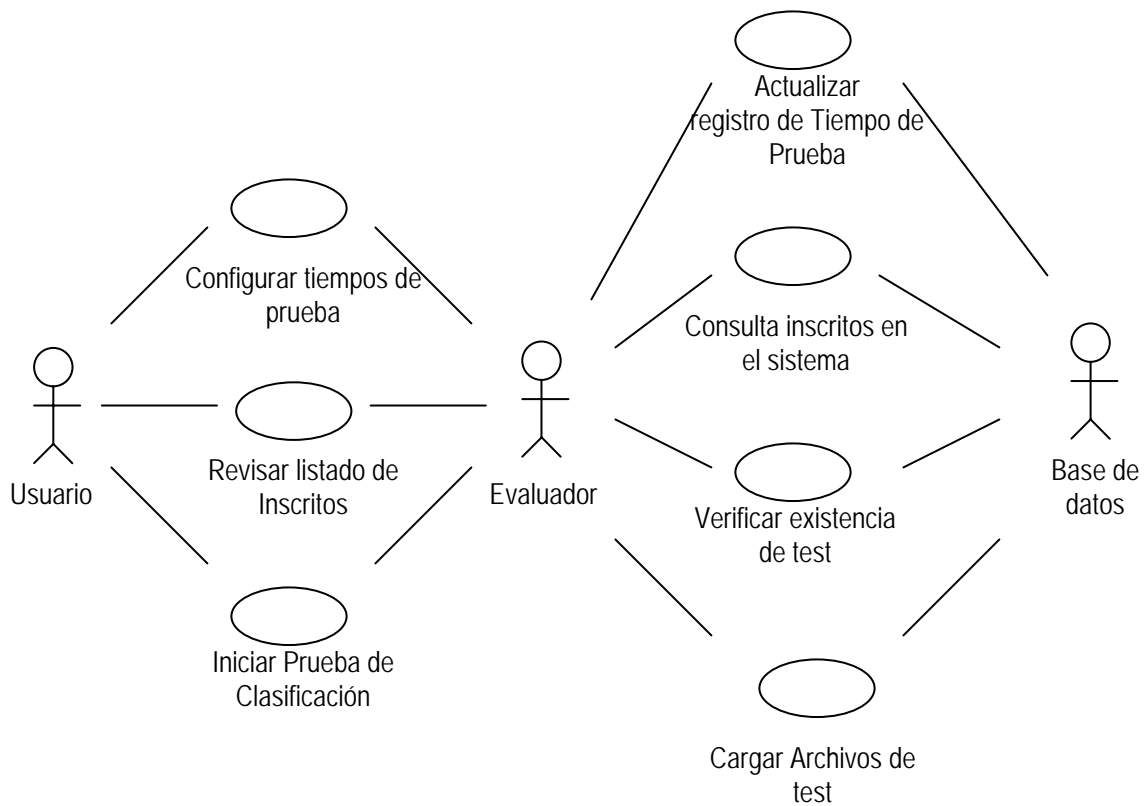 Actualizar
registro de Tiempo de
Prueba
Configurar tiempos de
prueba
Consulta inscritos en
el sistema
Usuario
Revisar listado de
Inscritos
Evaluador
Verificar existencia
de test
Base de
datos
Iniciar Prueba de
Clasificación
Cargar Archivos de
test